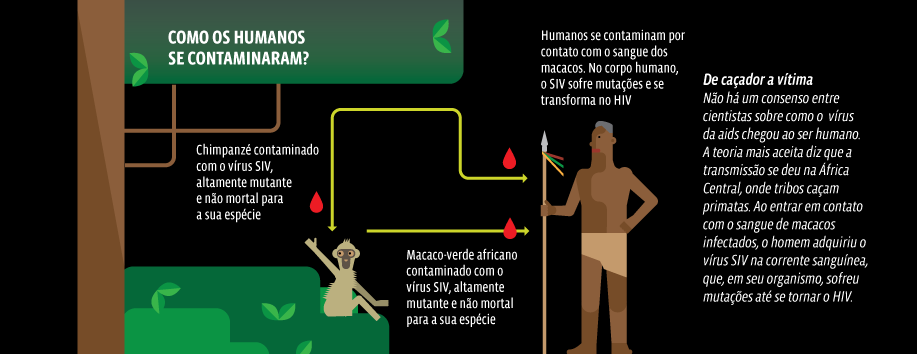 COMO OS HUMANOS
SE CONTAMINARAM?
Chimpanzé contaminado
com o vírus SIV,
altamente mutante
e não mortal para
a sua espécie
Macaco-verde africano
contaminado com o
vírus SIV, altamente
mutante e não mortal
para a sua espécie
Humanos se contaminam por
contato com o sangue dos
macacos. No corpo humano,
o SIV sofre mutações e se
transforma no HIV
De caçador a vítima
Não há um consenso entre
cientistas sobre como o vírus
da aids chegou ao ser humano.
A teoria mais aceita diz que a
transmissão se deu na África
Central, onde tribos caçam
primatas. Ao entrar em contato
com o sangue de macacos
infectados, o homem adquiriu o
vírus SIV na corrente sanguínea,
que, em seu organismo, sofreu
mutações até se tornar o HIV.